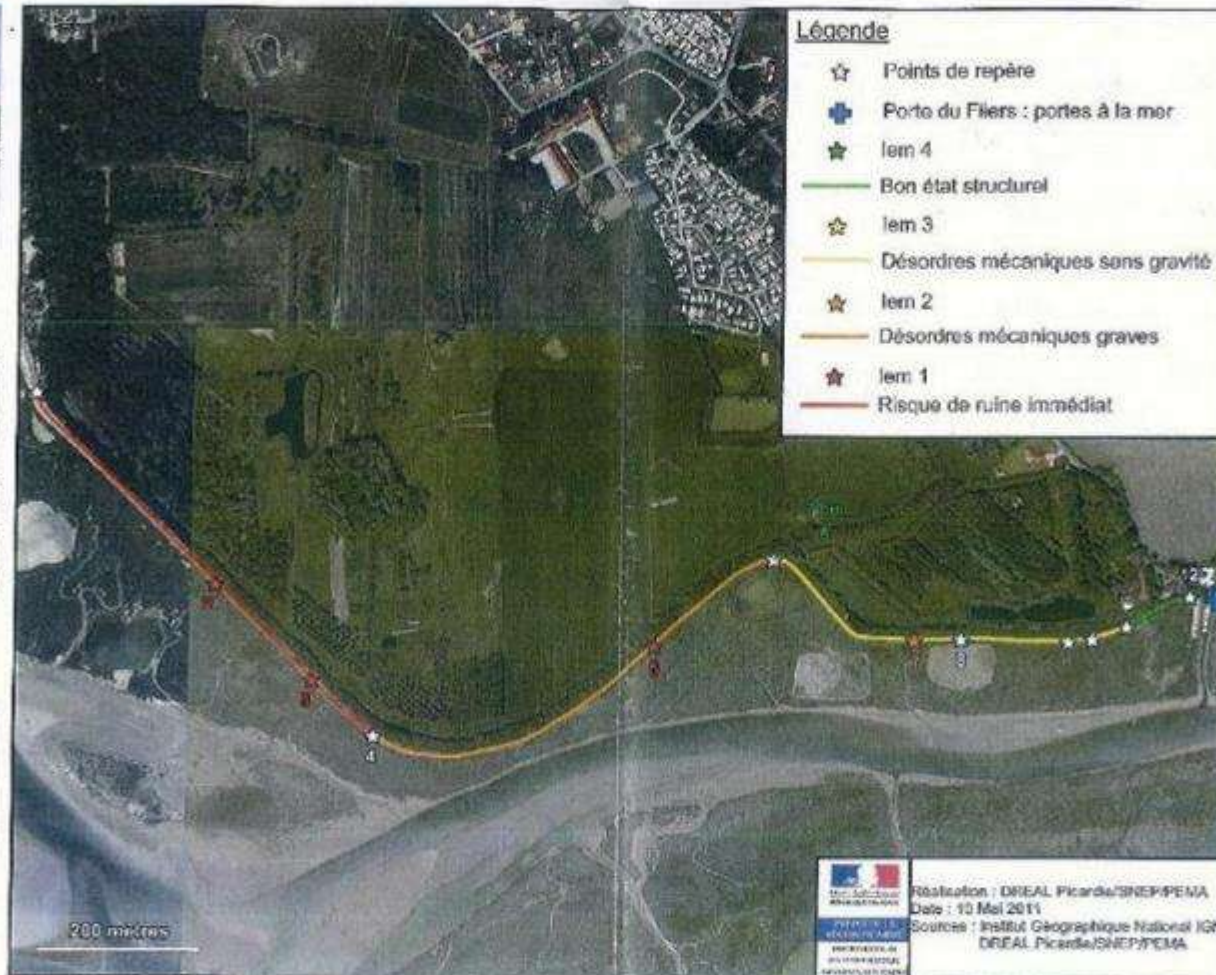 Légende
Points de repère
Porte du Fliers : portes à la mer
Iem 4
Bon état structurel
Iem 3
Désordres mécaniques sans gravité
Iem 2
Désordres mécaniques graves
Iem 1
Risque de ruine immédiat
3
4
200 mètres
Réalisation : DREAL Picardie/SNEP/PEMA
Date : 10 Mai 2011
Sources : Institut Géographique National IGN
DREAL Picardie/SNEP/PEMA